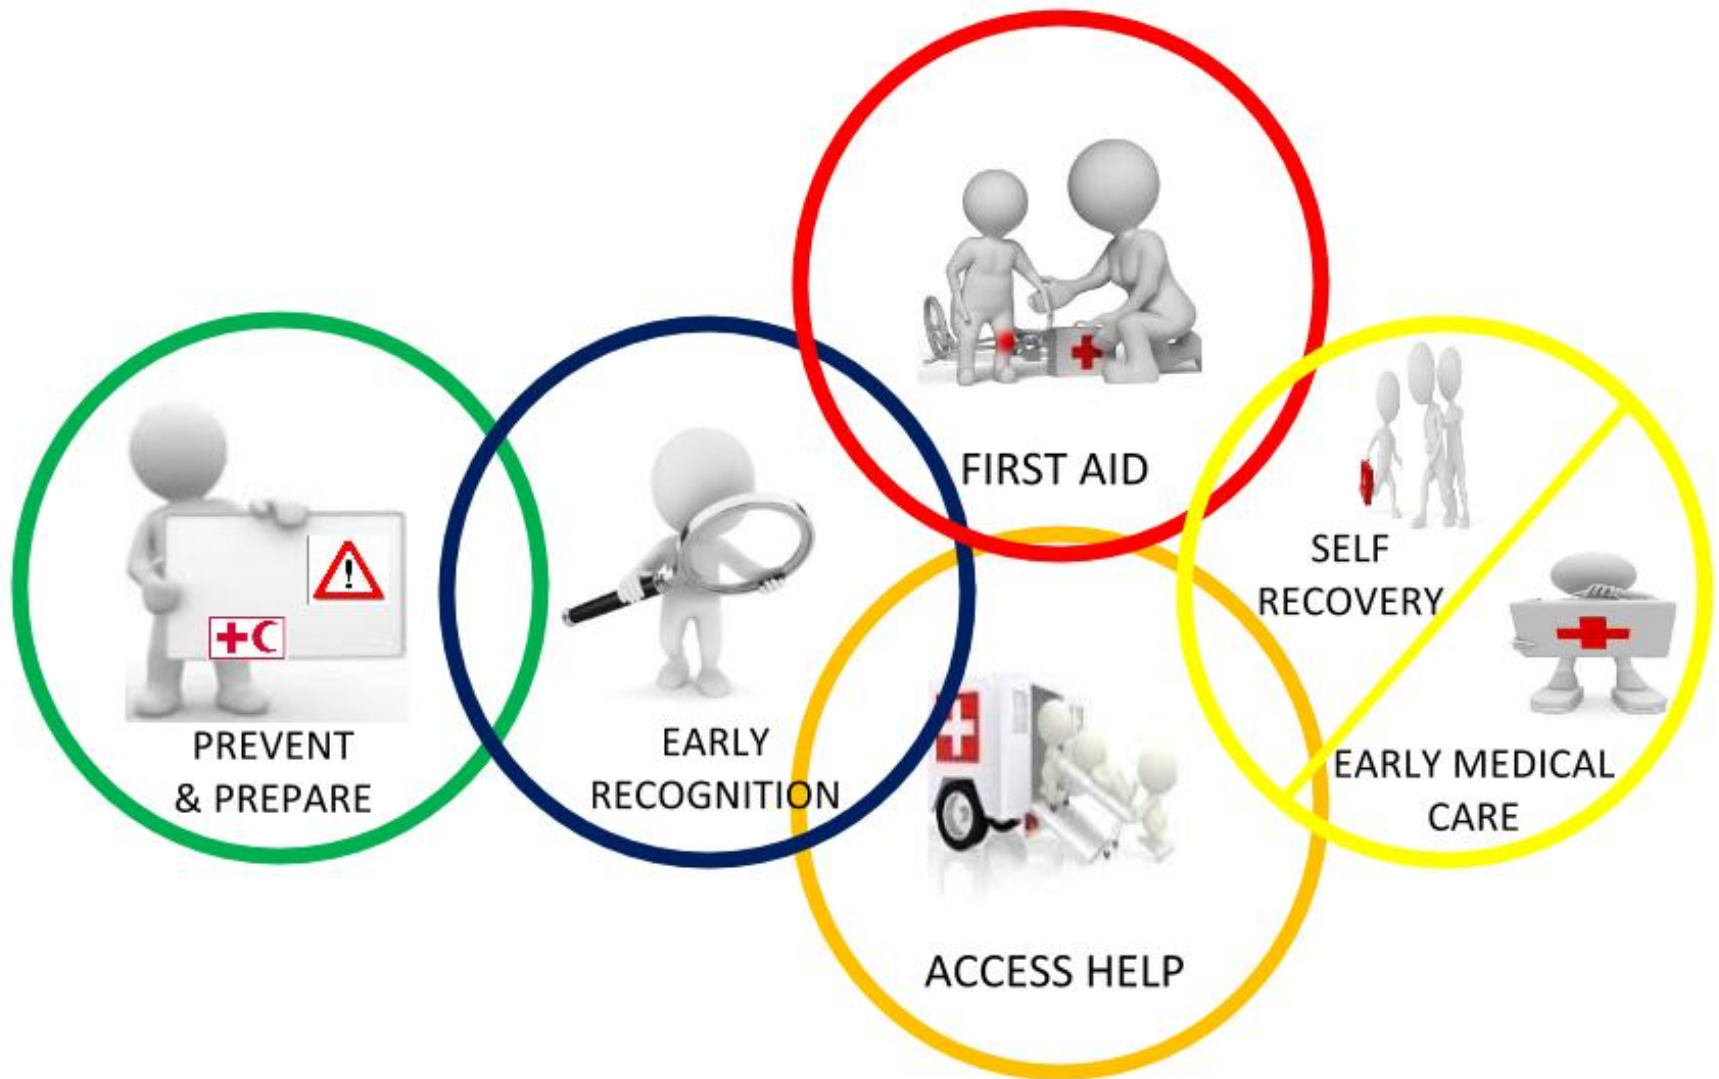 PREVENT
& PREPARE
EARLY
RECOGNITION
FIRST AID
ACCESS HELP
SELF
RECOVERY
EARLY MEDICAL
CARE
!